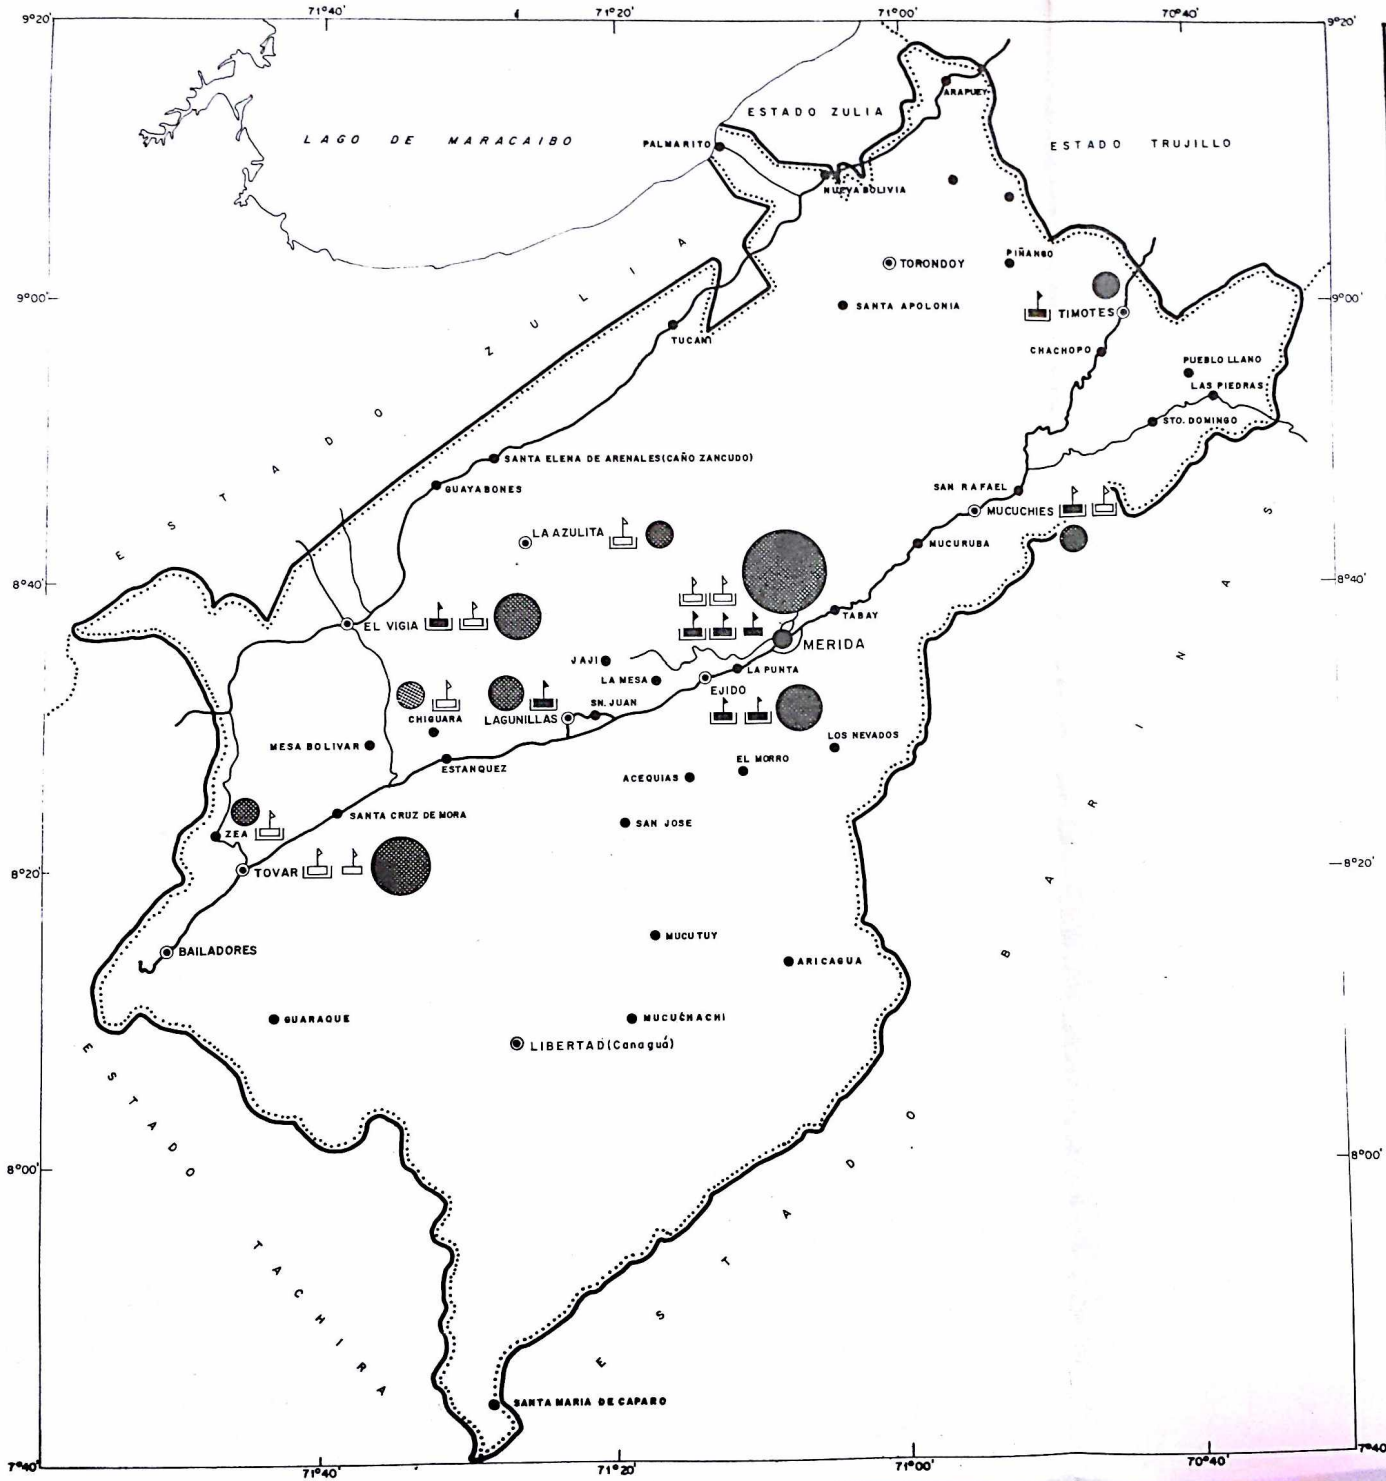 71°40'
71°20'
71°00'
70°40'
9°20'
9°20'
ESTADO ZULIA
ARAPUEY
LAGO DE MARACAIBO
PALMARITO
ESTADO TRUJILLO
NUEVA BOLIVIA
TORONDOY
PIÑANGO
9°00'
9°00'
SANTA APOLONIA
TIMOTES
TUCANI
CHACHOPO
PUEBLO LLANO
LAS PIEDRAS
STO. DOMINGO
ESTADO ZULIA
SANTA ELENA DE ARENALES (CAÑO ZANCUDO)
GUAYABONES
SAN RAFAEL
MUCUCHIES
LA AZULITA
MUCURUBA
8°40'
8°40'
TABAY
EL VIGIA
MERIDA
JAJI
LA PUNTA
LA MESA
EJIDO
SN. JUAN
CHIGUARA
LAGUNILLAS
LOS NEVADOS
MESA BOLIVAR
EL MORRO
ESTANQUEZ
ACEQUIAS
SANTA CRUZ DE MORA
SAN JOSE
ZEA
8°20'
8°20'
TOVAR
MUCUTUY
BAILADORES
ARICAGUA
GUARAQUE
MUCUCHACHI
LIBERTAD (Canaguá)
ESTADO BARINAS
ESTADO TACHIRA
8°00'
8°00'
SANTA MARIA DE CAPARO
7°40'
7°40'
71°40'
71°20'
71°00'
70°40'